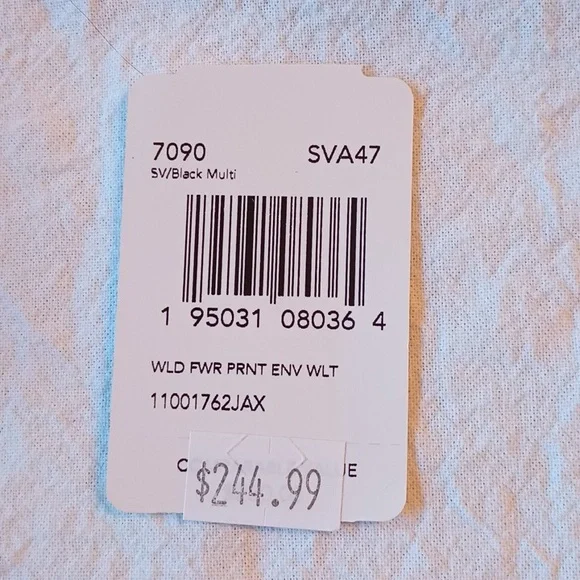 7090 SVA47
SV/Black Multi
1 95031 08036 4
WLD FWR PRNT ENV WLT
11001762JAX
$244.99